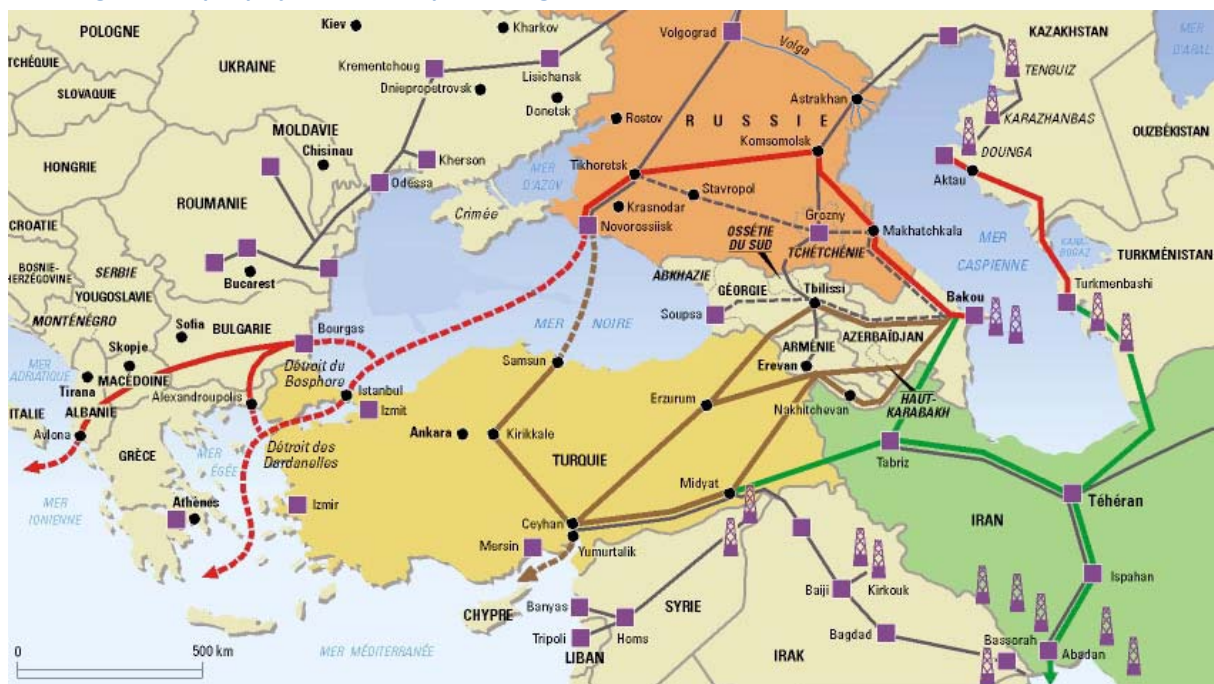 POLOGNE
Kiev
Kharkov
Volgograd
Volga
KAZAKHSTAN
TCHÉQUIE
UKRAINE
Krementchoug
Lisichansk
TENGUIZ
MER
D'ARAL
SLOVAQUIE
Dniepropetrovsk
Donetsk
Astrakhan
Rostov
RUSSIE
KARAZHANBAS
MOLDAVIE
Chisinau
Komsomolsk
OUZBÉKISTAN
HONGRIE
Kherson
MER
D'AZOV
Tikhoretsk
DOUNGA
Aktau
Odessa
Stavropol
ROUMANIE
Crimée
Krasnodar
Grozny
CROATIE
Novorossiisk
OSSÉTIE
DU SUD
TCHÉTCHÉNIE
Makhatchkala
MER
CASPIENNE
KARA
BOGAZ
BOSNIE-
HERZÉGOVINE
SERBIE
YOUGOSLAVIE
Bucarest
ABKHAZIE
GÉORGIE
Tbilissi
TURKMÉNISTAN
Turkmenbashi
MONTÉNÉGRO
Sofia
BULGARIE
Bourgas
MER NOIRE
Soupsa
Bakou
AZERBAÏDJAN
MER
ADRIATIQUE
Skopje
Détroit du
Bosphore
Samsun
ARMÉNIE
Erevan
Tirana
MACÉDOINE
Alexandroupolis
Istanbul
Izmit
Erzurum
Nakhitchevan
HAUT-
KARABAKH
ITALIE
ALBANIE
Avlona
Ankara
Kirikkale
GRÈCE
MER
ÉGÉE
Détroit des
Dardanelles
TURQUIE
Tabriz
MER
IONIENNE
Athènes
Izmir
Midyat
Téhéran
Ceyhan
IRAN
Mersin
Yumurtalik
Ispahan
CHYPRE
Banyas
SYRIE
Baiji
Kirkouk
Tripoli
Homs
Bagdad
0
500 km
MER MÉDITERRANÉE
LIBAN
IRAK
Bassorah
Abadan